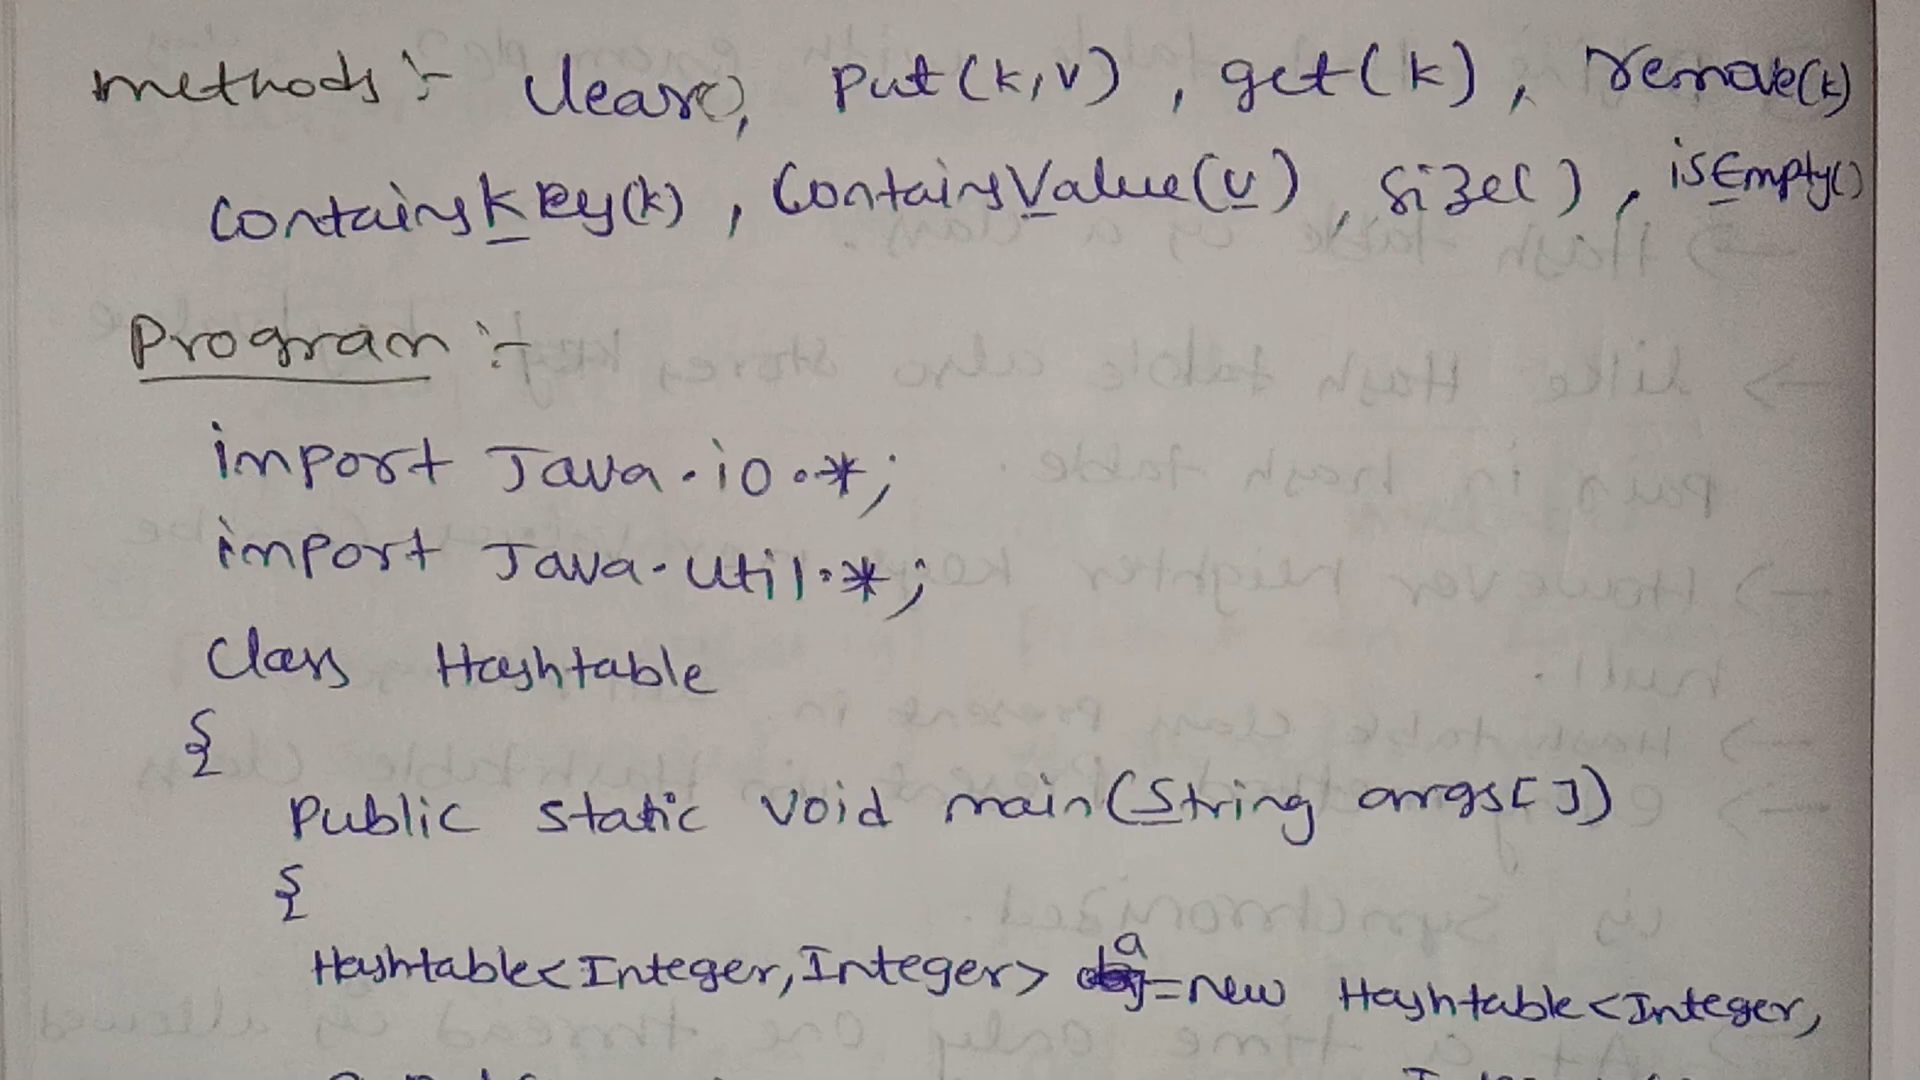 methods :- clear(), put(k,v), get(k), remove(k)
containsKey(k), containsValue(v), size(), isEmpty()
Program :-
import Java.io.*;
import Java.util.*;
class Hashtable
{
public static void main(String args[])
{
Hashtable<Integer,Integer> a=new Hashtable<Integer,